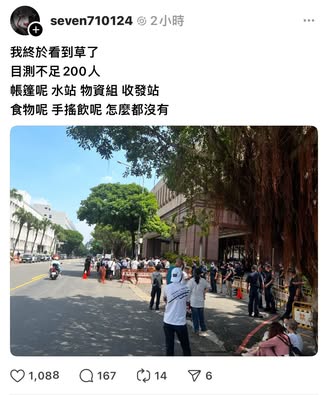 seven710124 2小時
我終於看到草了
目測不足200人
帳篷呢 水站 物資組 收發站
食物呢 手搖飲呢 怎麼都沒有
1,088 167 14 6